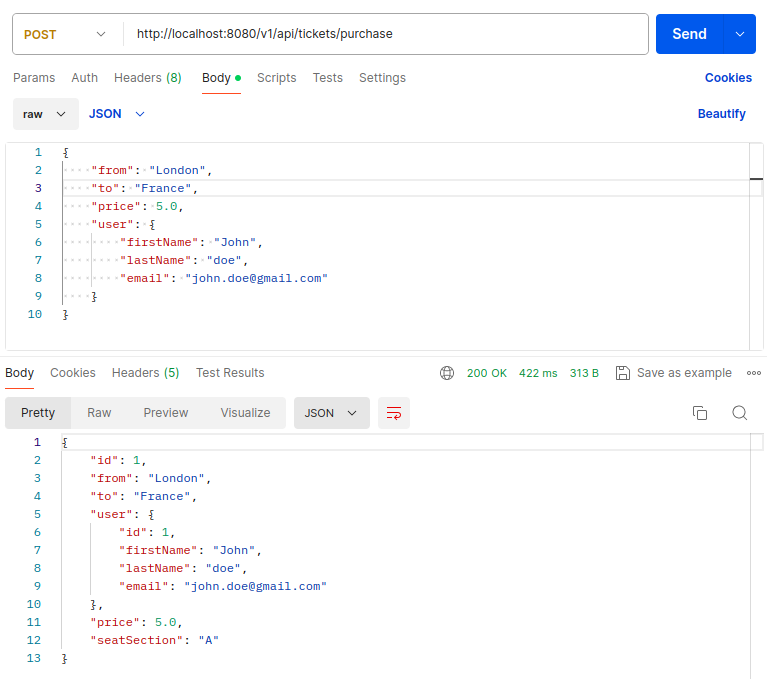 POST http://localhost:8080/v1/api/tickets/purchase Send
Params Auth Headers (8) Body Scripts Tests Settings Cookies
raw JSON Beautify
1 {
2 "from": "London",
3 "to": "France",
4 "price": 5.0,
5 "user": {
6 "firstName": "John",
7 "lastName": "doe",
8 "email": "john.doe@gmail.com"
9 }
10 }
Body Cookies Headers (5) Test Results 200 OK 422 ms 313 B Save as example
Pretty Raw Preview Visualize JSON
1 {
2 "id": 1,
3 "from": "London",
4 "to": "France",
5 "user": {
6 "id": 1,
7 "firstName": "John",
8 "lastName": "doe",
9 "email": "john.doe@gmail.com"
10 },
11 "price": 5.0,
12 "seatSection": "A"
13 }